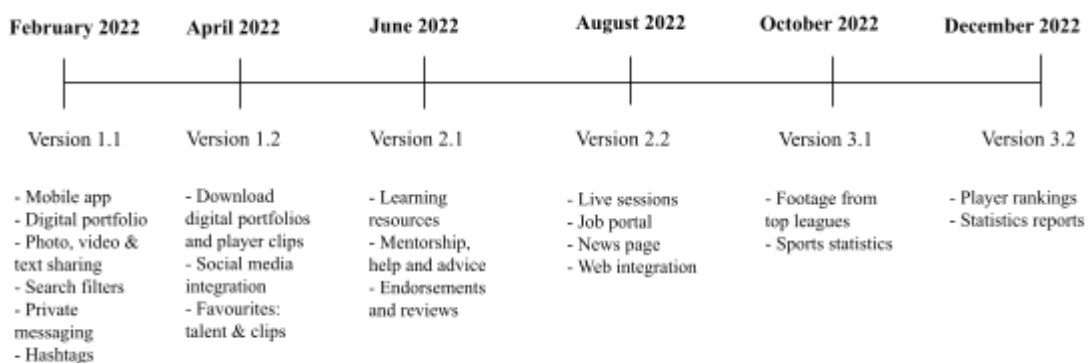 February 2022
April 2022
June 2022
August 2022
October 2022
December 2022
Version 1.1
Version 1.2
Version 2.1
Version 2.2
Version 3.1
Version 3.2
- Mobile app
- Digital portfolio
- Photo, video &
text sharing
- Search filters
- Private
messaging
- Hashtags
- Download
digital portfolios
and player clips
- Social media
integration
- Favourites:
talent & clips
- Learning
resources
- Mentorship,
help and advice
- Endorsements
and reviews
- Live sessions
- Job portal
- News page
- Web integration
- Footage from
top leagues
- Sports statistics
- Player rankings
- Statistics reports